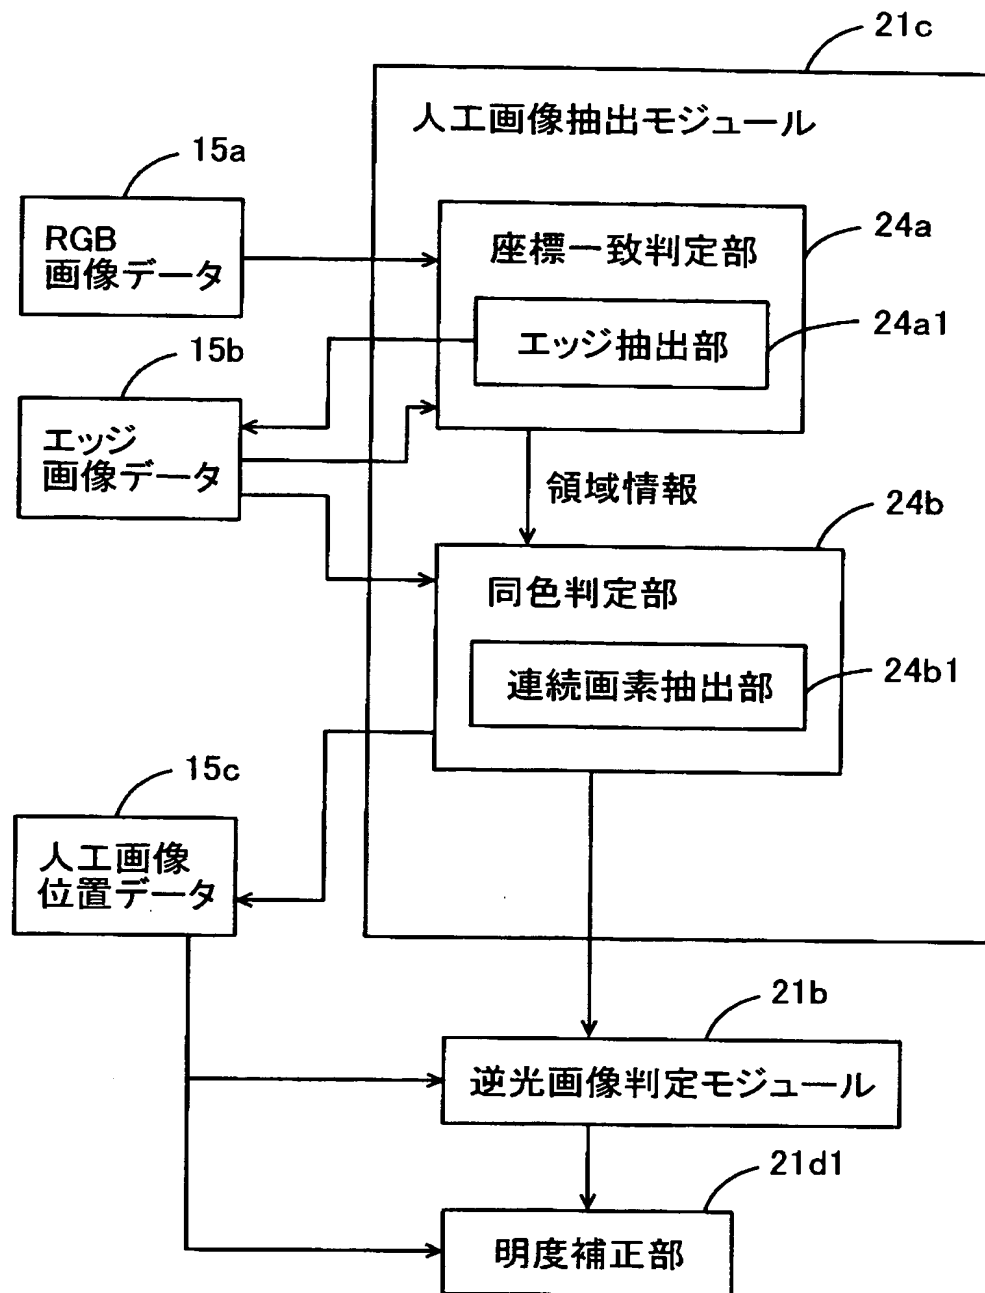 21c
人工画像抽出モジュール
15a
RGB
画像データ
座標一致判定部
24a
エッジ抽出部
24a1
15b
エッジ
画像データ
領域情報
24b
同色判定部
連続画素抽出部
24b1
15c
人工画像
位置データ
21b
逆光画像判定モジュール
21d1
明度補正部